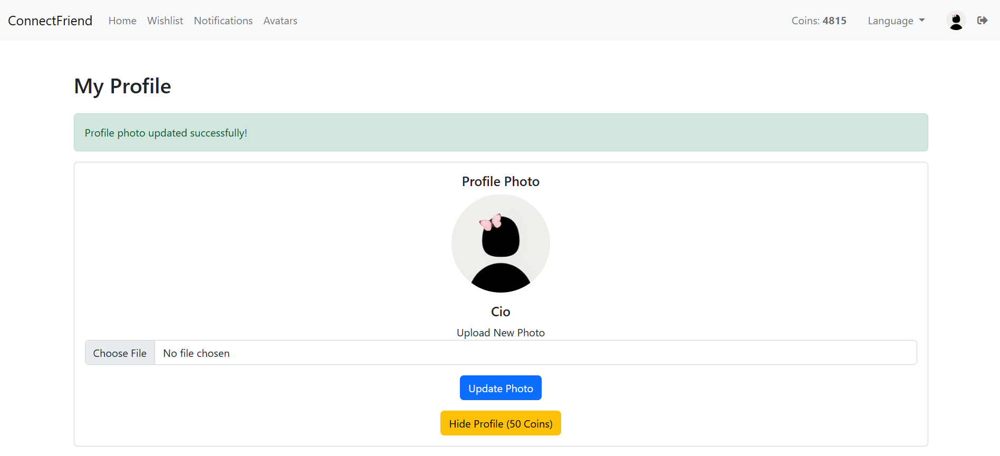 ConnectFriend Home Wishlist Notifications Avatars Coins: 4815 Language
My Profile
Profile photo updated successfully!
Profile Photo
Cio
Upload New Photo
Choose File No file chosen
Update Photo
Hide Profile (50 Coins)